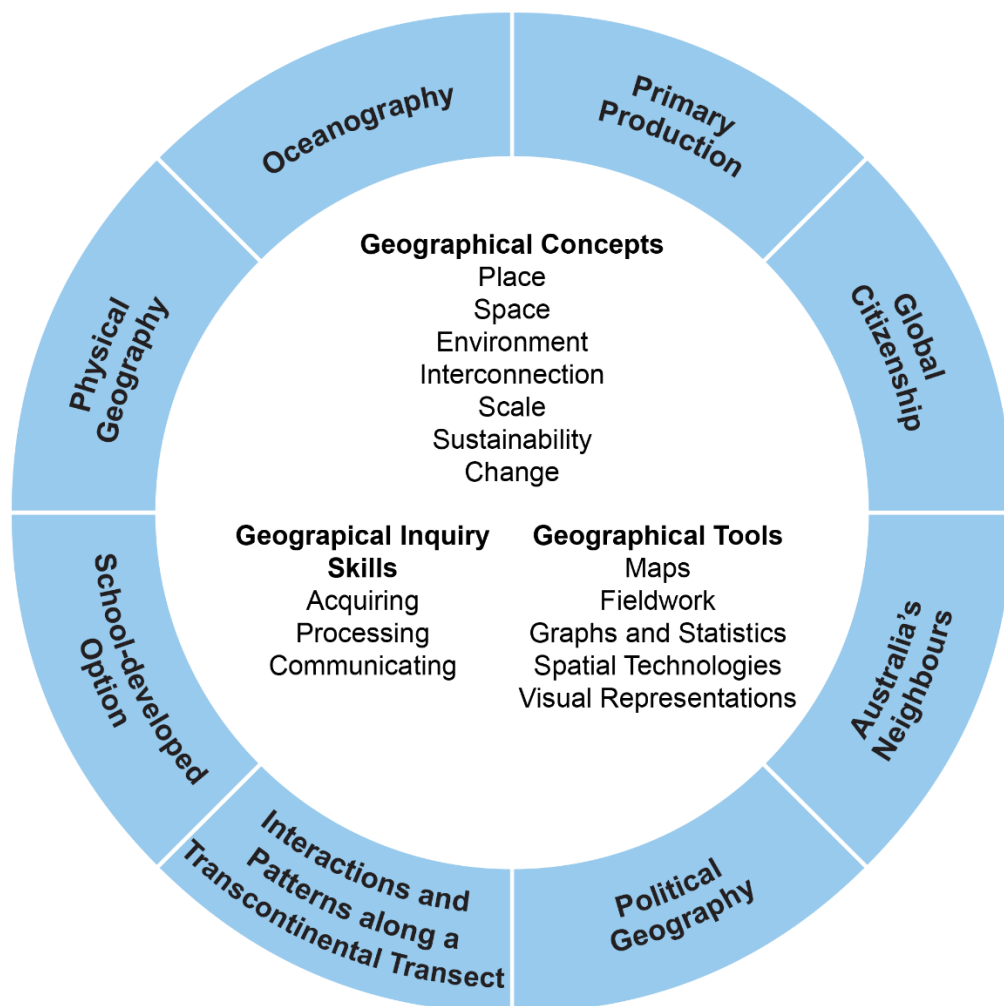 Oceanography
Primary
Production
Global
Citizenship
Australia's
Neighbours
Political
Geography
Interactions and
Patterns along a
Transcontinental Transect
School-developed
Option
Physical
Geography
Geographical Concepts
Place
Space
Environment
Interconnection
Scale
Sustainability
Change
Geograpical Inquiry
Skills
Acquiring
Processing
Communicating
Geographical Tools
Maps
Fieldwork
Graphs and Statistics
Spatial Technologies
Visual Representations